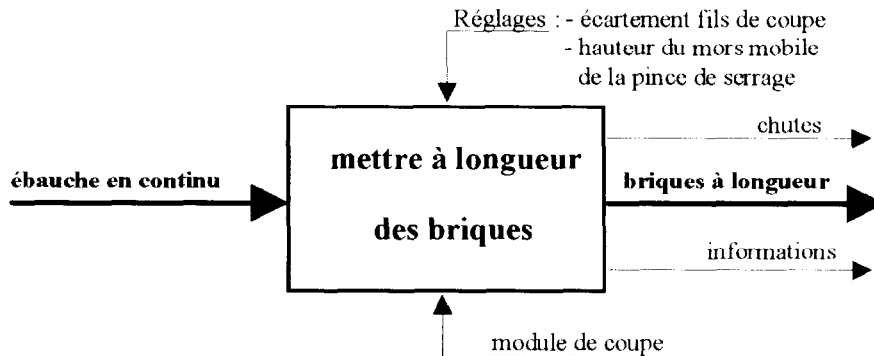 Réglages : - écartement fils de coupe
- hauteur du mors mobile
de la pince de serrage
chutes
mettre à longueur
ébauche en continu
briques à longueur
des briques
informations
module de coupe